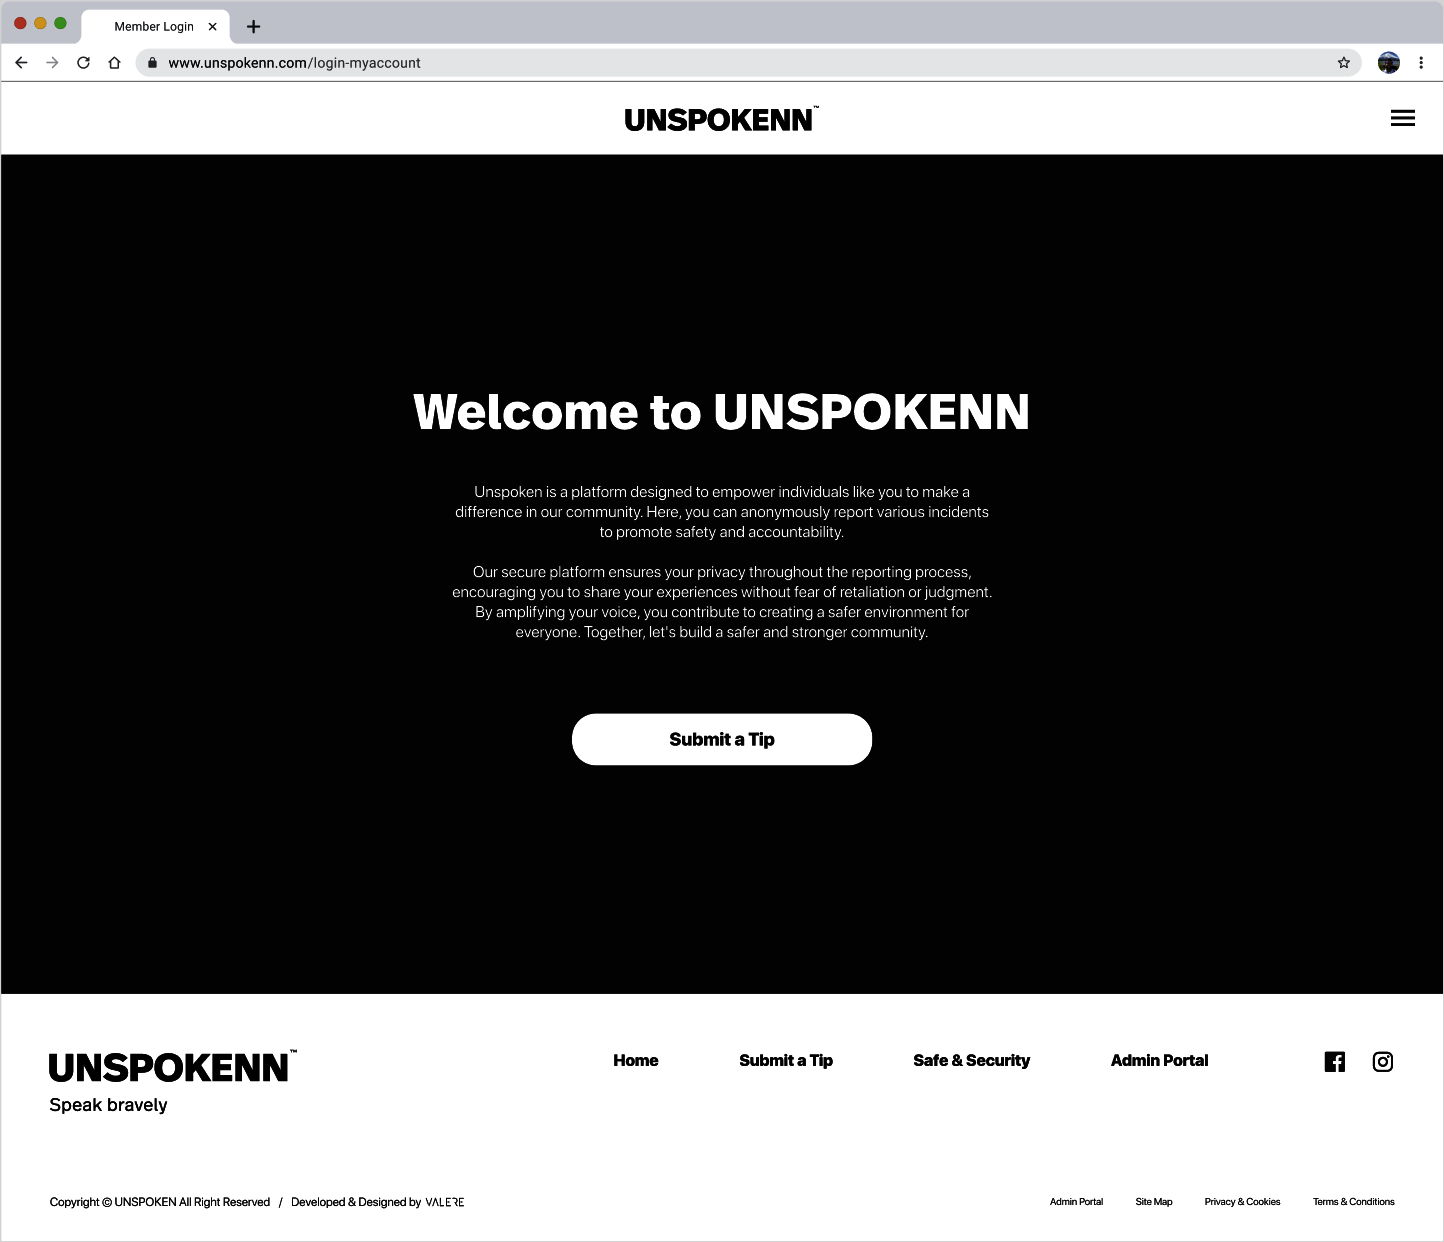 Member Login
www.unspokenn.com/login-myaccount
UNSPOKENN™
Welcome to UNSPOKENN
Unspoken is a platform designed to empower individuals like you to make a
difference in our community. Here, you can anonymously report various incidents
to promote safety and accountability.
Our secure platform ensures your privacy throughout the reporting process,
encouraging you to share your experiences without fear of retaliation or judgment.
By amplifying your voice, you contribute to creating a safer environment for
everyone. Together, let's build a safer and stronger community.
Submit a Tip
UNSPOKENN™
Speak bravely
Home
Submit a Tip
Safe & Security
Admin Portal
Copyright © UNSPOKEN All Right Reserved / Developed & Designed by VALERE
Admin Portal
Site Map
Privacy & Cookies
Terms & Conditions